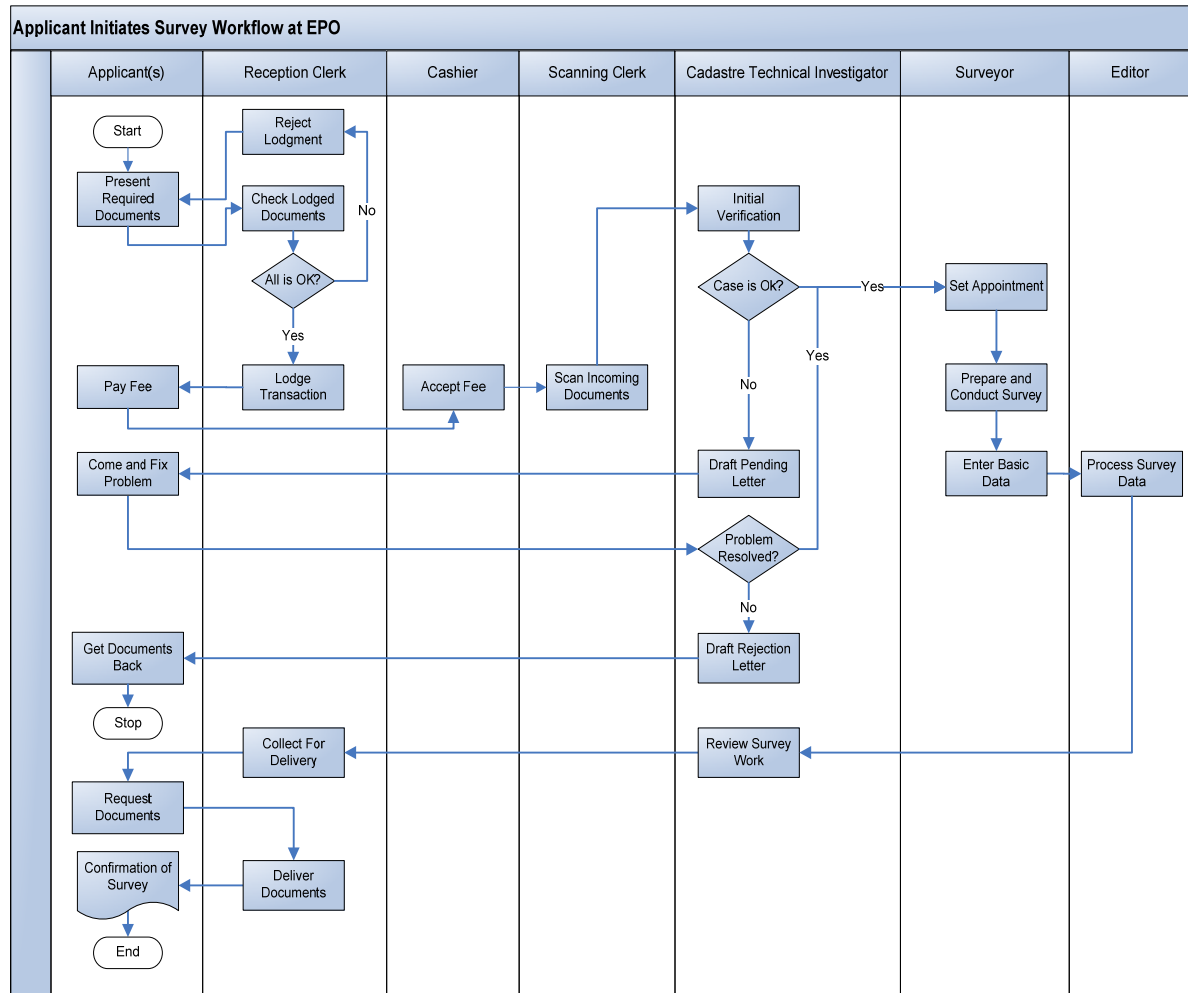 Applicant Initiates Survey Workflow at EPO
Applicant(s)
Reception Clerk
Cashier
Scanning Clerk
Cadastre Technical Investigator
Surveyor
Editor
Start
Reject
Lodgment
Present
Required
Documents
Check Lodged
Documents
No
Initial
Verification
All is OK?
Case is Ok?
Yes
Set Appointment
Yes
Yes
Pay Fee
Lodge
Transaction
Accept Fee
Scan Incoming
Documents
No
Prepare and
Conduct Survey
Come and Fix
Problem
Draft Pending
Letter
Enter Basic
Data
Process Survey
Data
Problem
Resolved?
No
Get Documents
Back
Draft Rejection
Letter
Stop
Collect For
Delivery
Review Survey
Work
Request
Documents
Confirmation of
Survey
Deliver
Documents
End